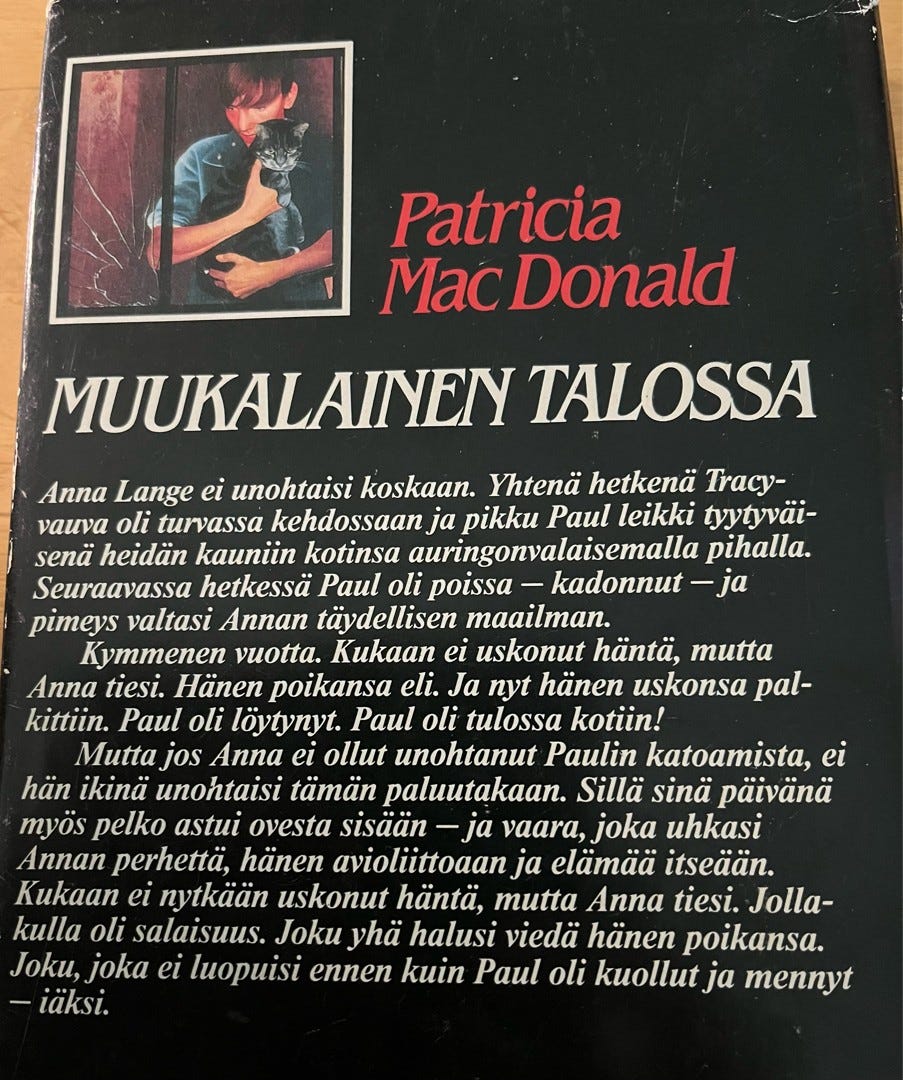 Patricia
Mac Donald
MUUKALAINEN TALOSSA
Anna Lange ei unohtaisi koskaan. Yhtenä hetkenä Tracy-
vauva oli turvassa kehdossaan ja pikku Paul leikki tyytyväi-
senä heidän kauniin kotinsa auringonvalaisemalla pihalla.
Seuraavassa hetkessä Paul oli poissa – kadonnut – ja
pimeys valtasi Annan täydellisen maailman.
Kymmenen vuotta. Kukaan ei uskonut häntä, mutta
Anna tiesi. Hänen poikansa eli. Ja nyt hänen uskonsa pal-
kittiin. Paul oli löytynyt. Paul oli tulossa kotiin!
Mutta jos Anna ei ollut unohtanut Paulin katoamista, ei
hän ikinä unohtaisi tämän paluutakaan. Sillä sinä päivänä
myös pelko astui ovesta sisään – ja vaara, joka uhkasi
Annan perhettä, hänen avioliittoaan ja elämää itseään.
Kukaan ei nytkään uskonut häntä, mutta Anna tiesi. Jolla-
kulla oli salaisuus. Joku yhä halusi viedä hänen poikansa.
Joku, joka ei luopuisi ennen kuin Paul oli kuollut ja mennyt
– iäksi.